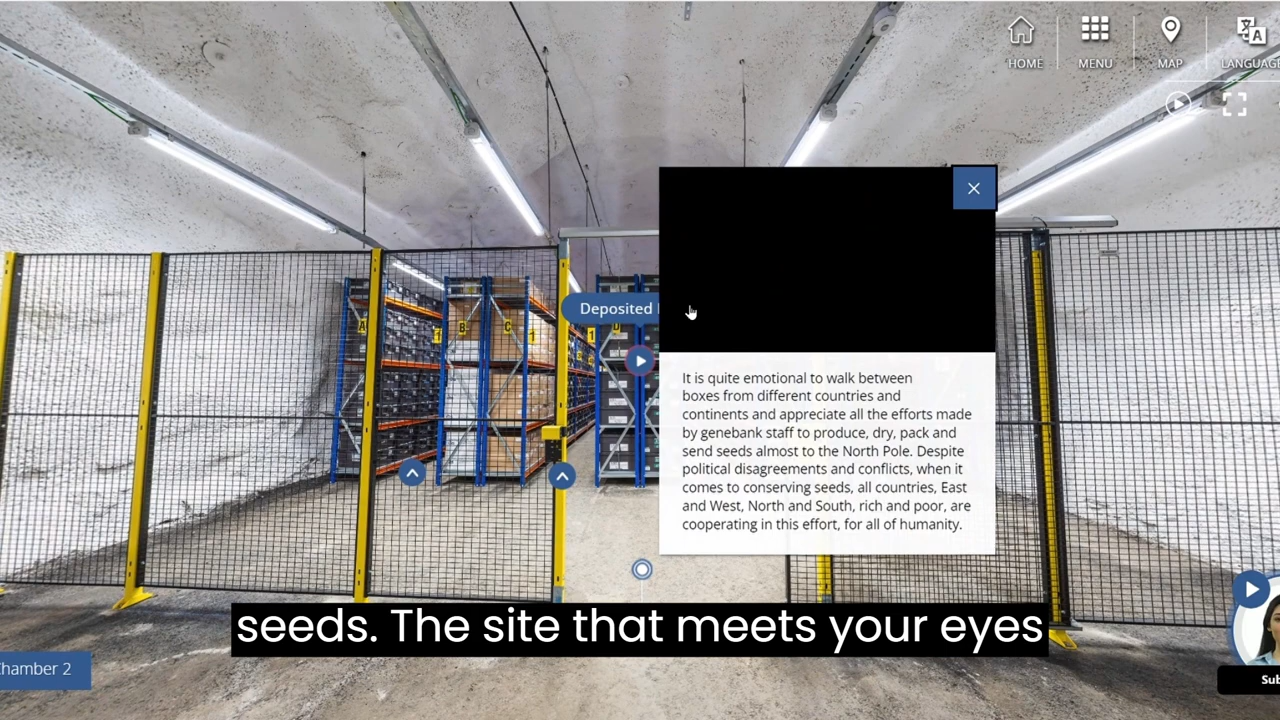 HOME
MENU
MAP
LANGUAGE
A
B
C
1
1
1
D
Deposited
It is quite emotional to walk between
boxes from different countries and
continents and appreciate all the efforts made
by genebank staff to produce, dry, pack and
send seeds almost to the North Pole. Despite
political disagreements and conflicts, when it
comes to conserving seeds, all countries, East
and West, North and South, rich and poor, are
cooperating in this effort, for all of humanity.
seeds. The site that meets your eyes
Chamber 2
Sub